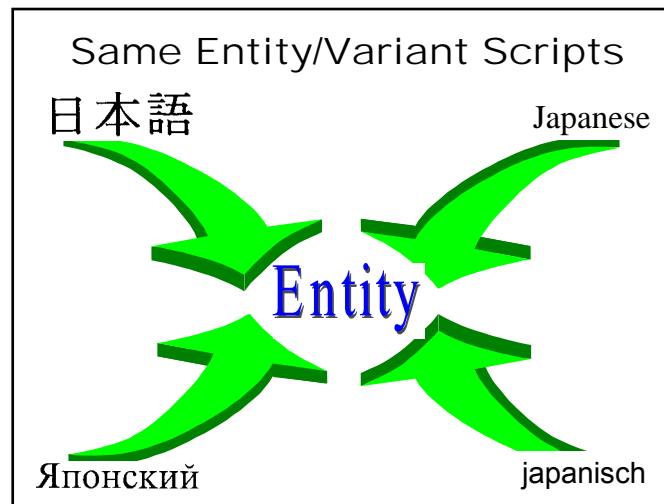 Same Entity/Variant Scripts
日本語
Japanese
Entity
Японский
japanisch